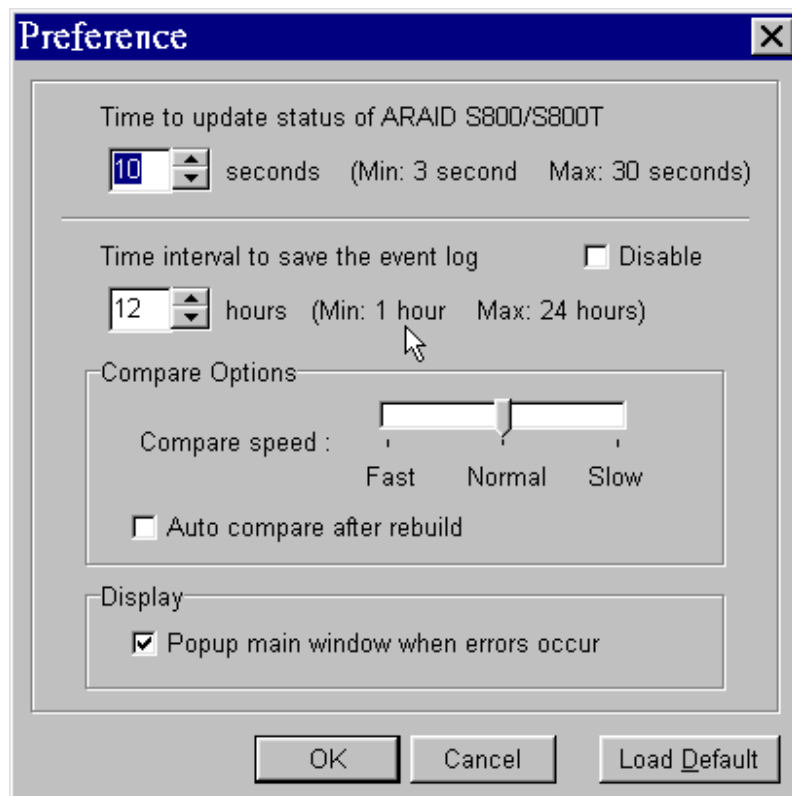 Preference
Time to update status of ARAID S800/S800T
10 seconds (Min: 3 second Max: 30 seconds)
Time interval to save the event log Disable
12 hours (Min: 1 hour Max: 24 hours)
Compare Options
Compare speed :
Fast Normal Slow
Auto compare after rebuild
Display
Popup main window when errors occur
OK Cancel Load Default